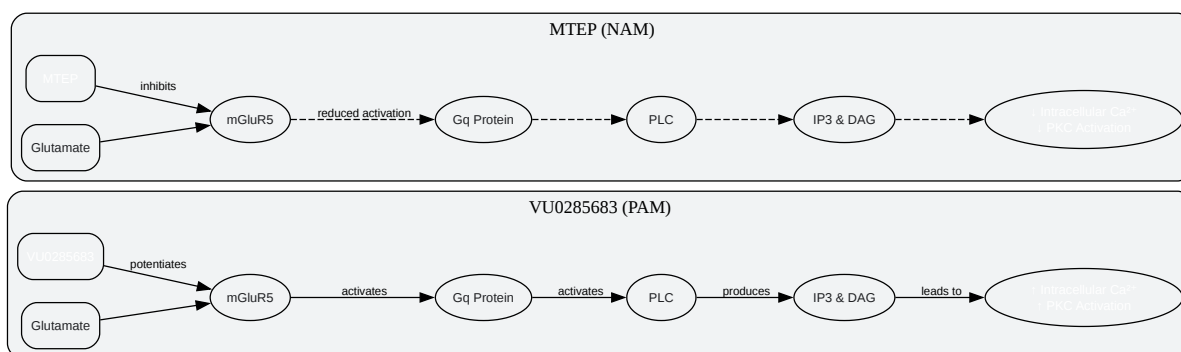 MTEP (NAM)
MTEP
inhibits
Glutamate
mGluR5
reduced activation
Gq Protein
PLC
IP3 & DAG
↓ Intracellular Ca²⁺
↓ PKC Activation
VU0285683 (PAM)
VU0285683
potentiates
Glutamate
mGluR5
activates
Gq Protein
activates
PLC
produces
IP3 & DAG
leads to
↑ Intracellular Ca²⁺
↑ PKC Activation